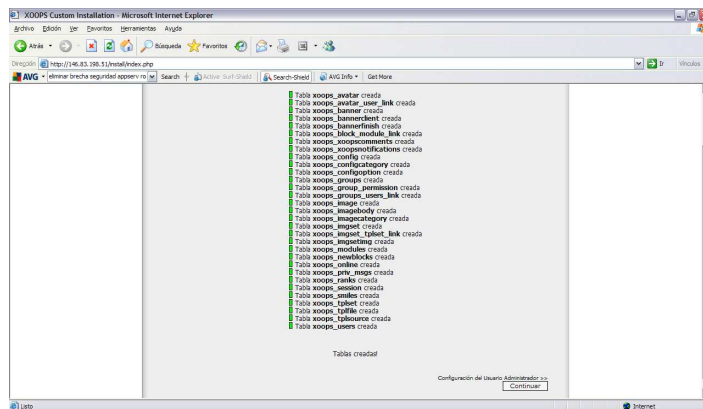 XOOPS Custom Installation - Microsoft Internet Explorer
Archivo Edición Ver Favoritos Herramientas Ayuda
Atrás Búsqueda Favoritos
Dirección http://146.83.198.51/install/index.php Ir Vínculos
AVG elminar brecha seguridad appserv ro Search Active Surf-Shield Search-Shield AVG Info Get More
Tabla xoops_avatar creada
Tabla xoops_avatar_user_link creada
Tabla xoops_banner creada
Tabla xoops_bannerclient creada
Tabla xoops_bannerfinish creada
Tabla xoops_block_module_link creada
Tabla xoops_xoopscomments creada
Tabla xoops_xoopsnotifications creada
Tabla xoops_config creada
Tabla xoops_configcategory creada
Tabla xoops_configoption creada
Tabla xoops_groups creada
Tabla xoops_group_permission creada
Tabla xoops_groups_users_link creada
Tabla xoops_image creada
Tabla xoops_imagebody creada
Tabla xoops_imagecategory creada
Tabla xoops_imgset creada
Tabla xoops_imgset_tplset_link creada
Tabla xoops_imgsetimg creada
Tabla xoops_modules creada
Tabla xoops_newblocks creada
Tabla xoops_online creada
Tabla xoops_priv_msgs creada
Tabla xoops_ranks creada
Tabla xoops_session creada
Tabla xoops_smiles creada
Tabla xoops_tplset creada
Tabla xoops_tplfile creada
Tabla xoops_tplsource creada
Tabla xoops_users creada
Tablas creadas!
Configuración del Usuario Administrador >>
Continuar
Listo Internet